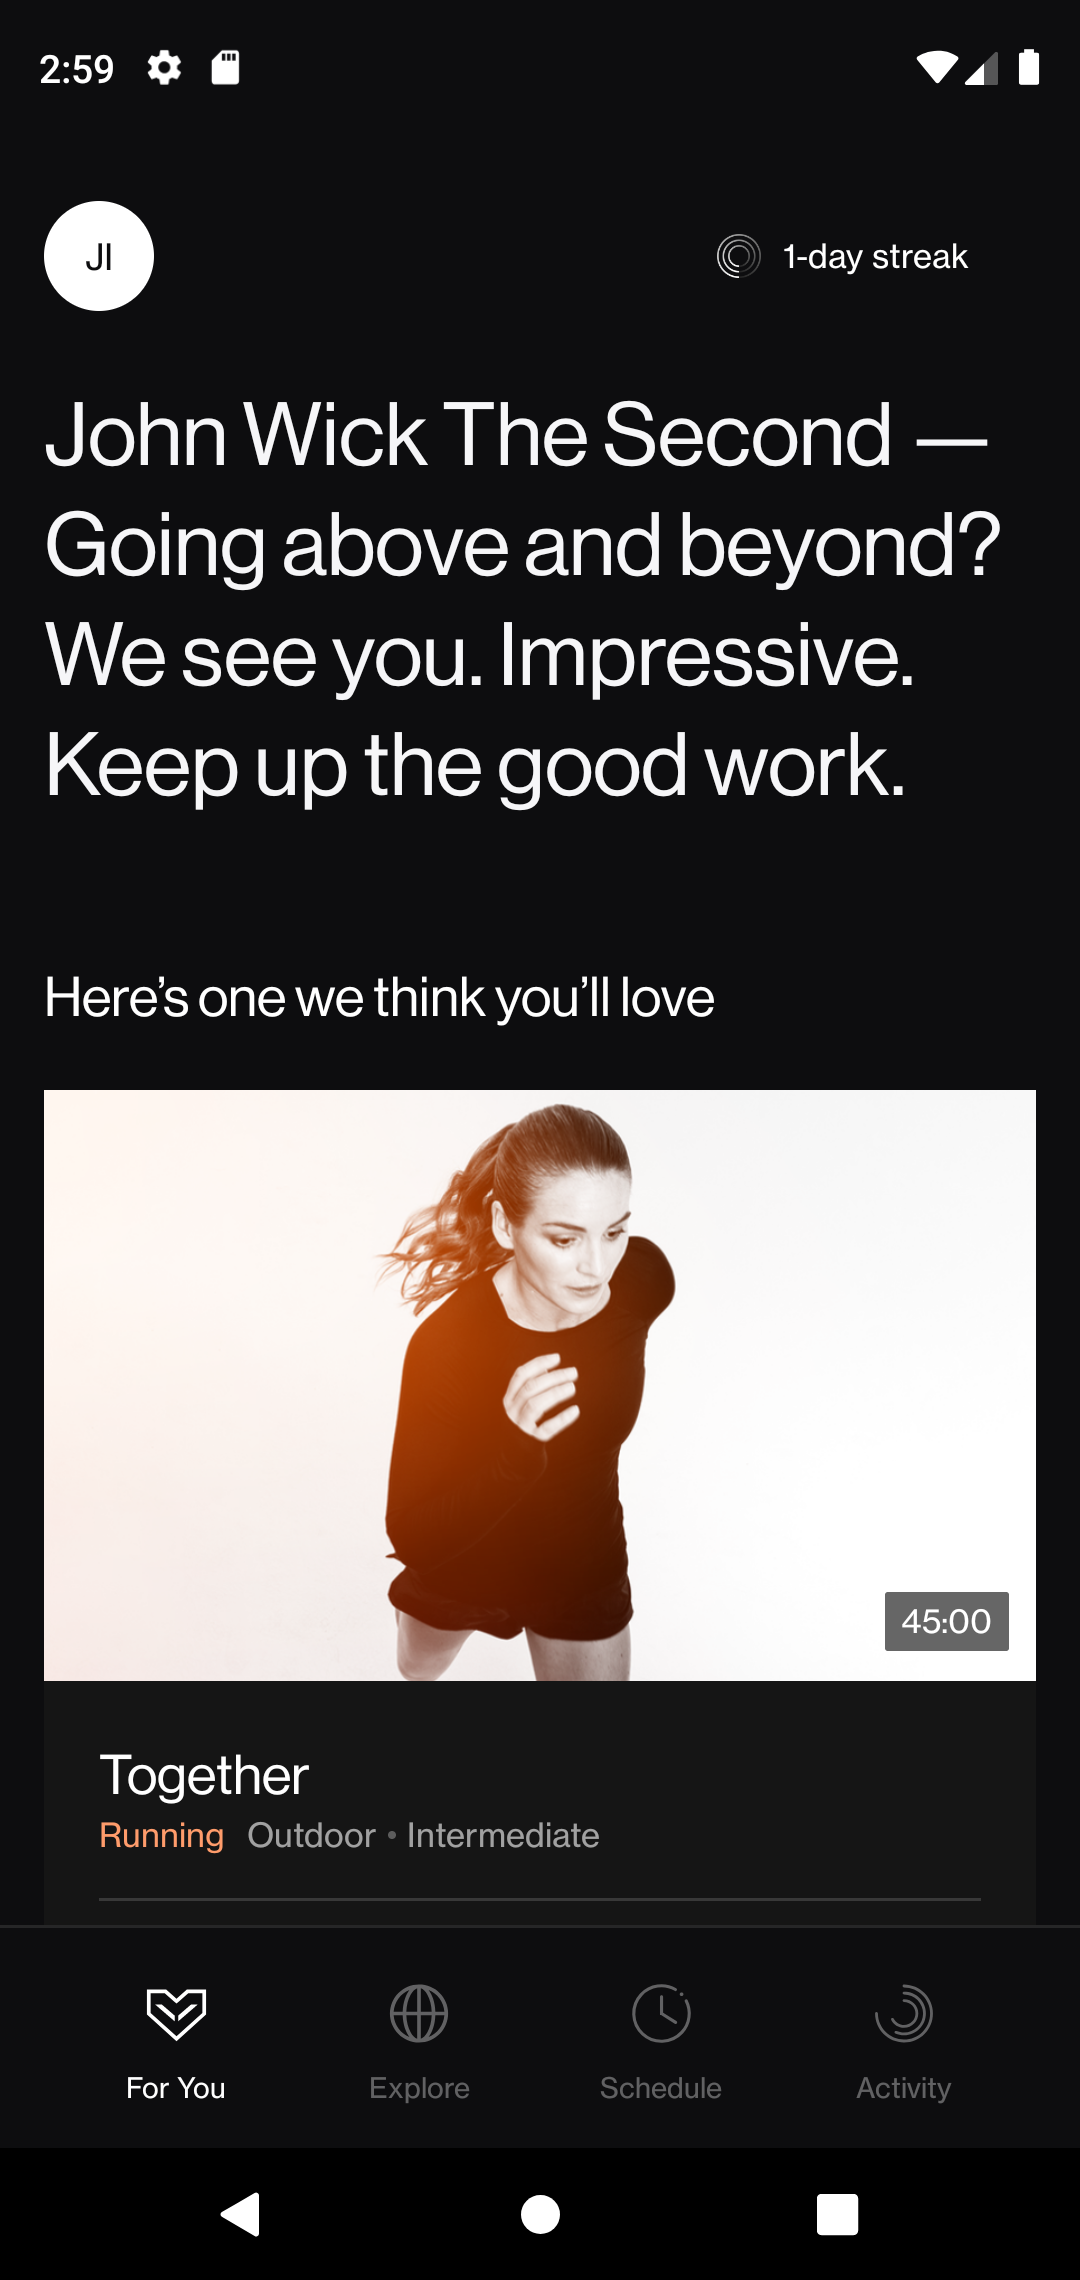 2:59
JI
1-day streak
John Wick The Second —
Going above and beyond?
We see you. Impressive.
Keep up the good work.
Here’s one we think you’ll love
45:00
Together
Running Outdoor • Intermediate
For You
Explore
Schedule
Activity